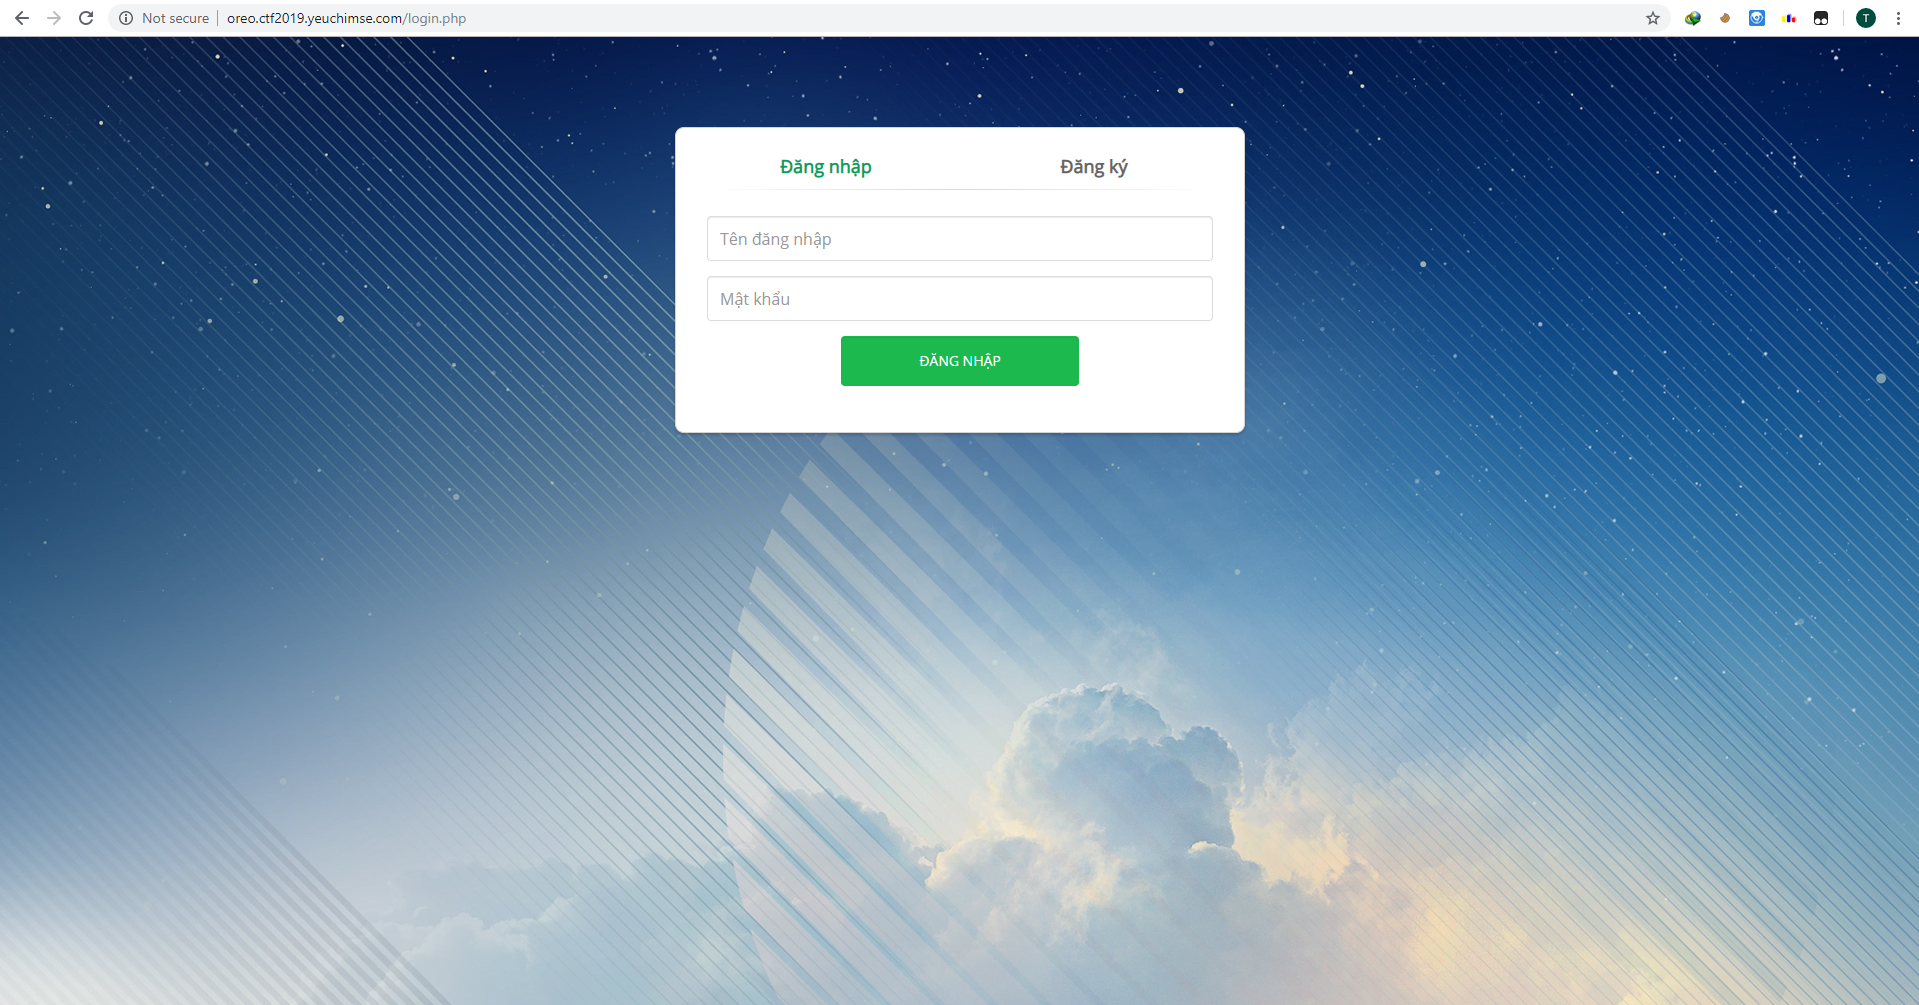 Not secure oreo.ctf2019.yeuchimse.com/login.php T
Đăng nhập Đăng ký
Tên đăng nhập
Mật khẩu
ĐĂNG NHẬP